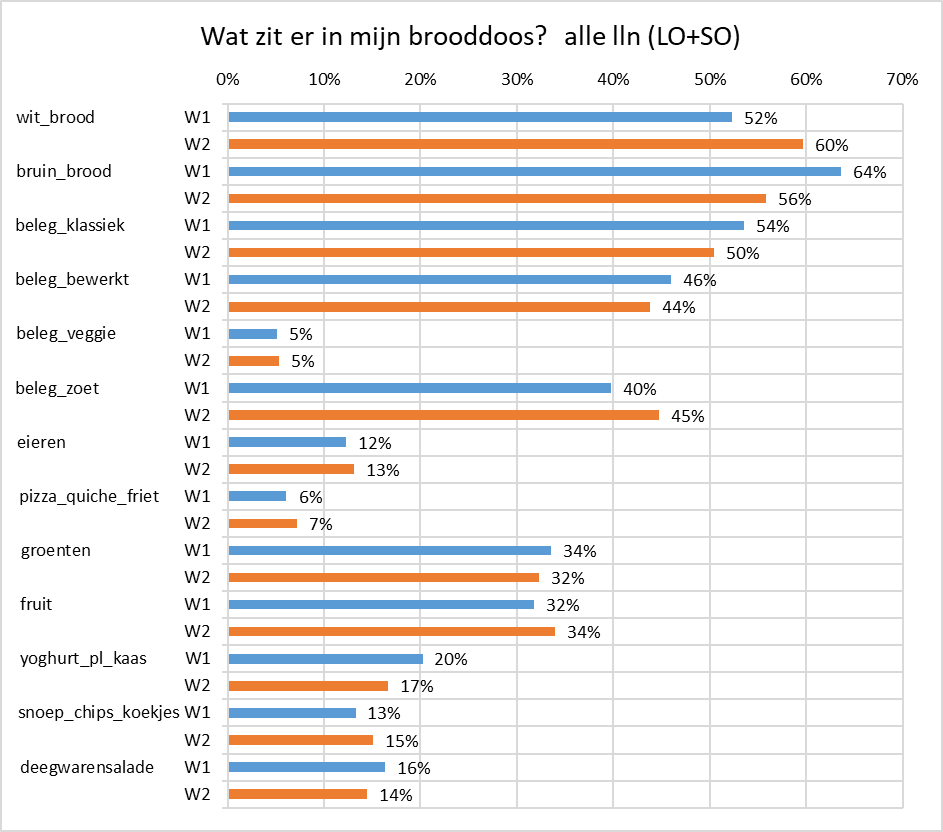 Wat zit er in mijn brooddoos?  alle lln (LO+SO)
0% 10% 20% 30% 40% 50% 60% 70%
wit_brood W1 52%
W2 60%
bruin_brood W1 64%
W2 56%
beleg_klassiek W1 54%
W2 50%
beleg_bewerkt W1 46%
W2 44%
beleg_veggie W1 5%
W2 5%
beleg_zoet W1 40%
W2 45%
eieren W1 12%
W2 13%
pizza_quiche_friet W1 6%
W2 7%
groenten W1 34%
W2 32%
fruit W1 32%
W2 34%
yoghurt_pl_kaas W1 20%
W2 17%
snoep_chips_koekjes W1 13%
W2 15%
deegwarensalade W1 16%
W2 14%